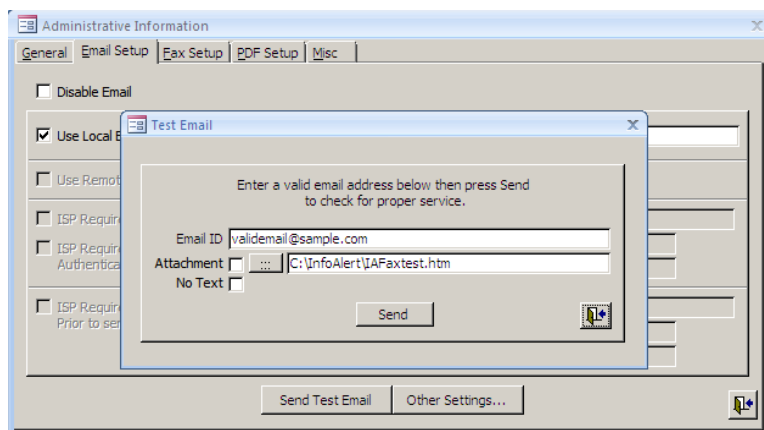 Administrative Information
General Email Setup Fax Setup PDF Setup Misc
Disable Email
Test Email
Use Local
Use Remot
Enter a valid email address below then press Send
to check for proper service.
ISP Requir
Email ID validemail@sample.com
ISP Requir
Authentica
Attachment ::: C:\InfoAlert\IAFaxtest.htm
No Text
ISP Requir
Prior to ser
Send
Send Test Email Other Settings...